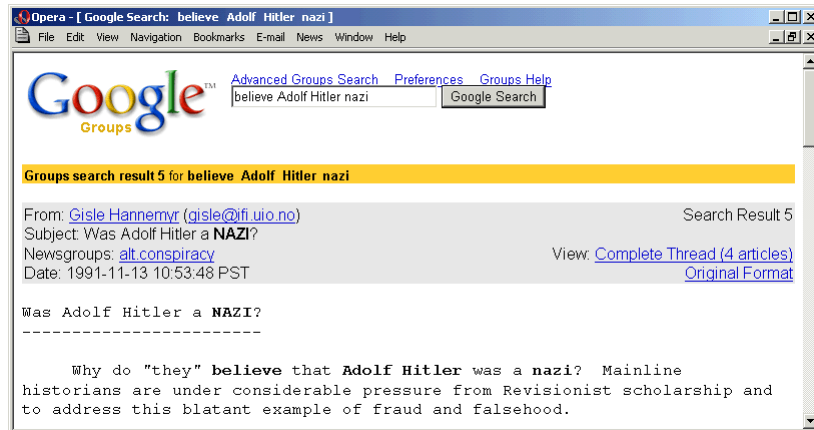 Opera - [ Google Search:  believe  Adolf  Hitler  nazi ]
File Edit View Navigation Bookmarks E-mail News Window Help
Google™
Groups
Advanced Groups Search Preferences Groups Help
believe Adolf Hitler nazi Google Search
Groups search result 5 for believe  Adolf  Hitler  nazi
From: Gisle Hannemyr (gisle@ifi.uio.no) Search Result 5
Subject: Was Adolf Hitler a NAZI?
Newsgroups: alt.conspiracy View: Complete Thread (4 articles)
Date: 1991-11-13 10:53:48 PST Original Format
Was Adolf Hitler a NAZI?
------------------------
Why do "they" believe that Adolf Hitler was a nazi?  Mainline
historians are under considerable pressure from Revisionist scholarship and
to address this blatant example of fraud and falsehood.